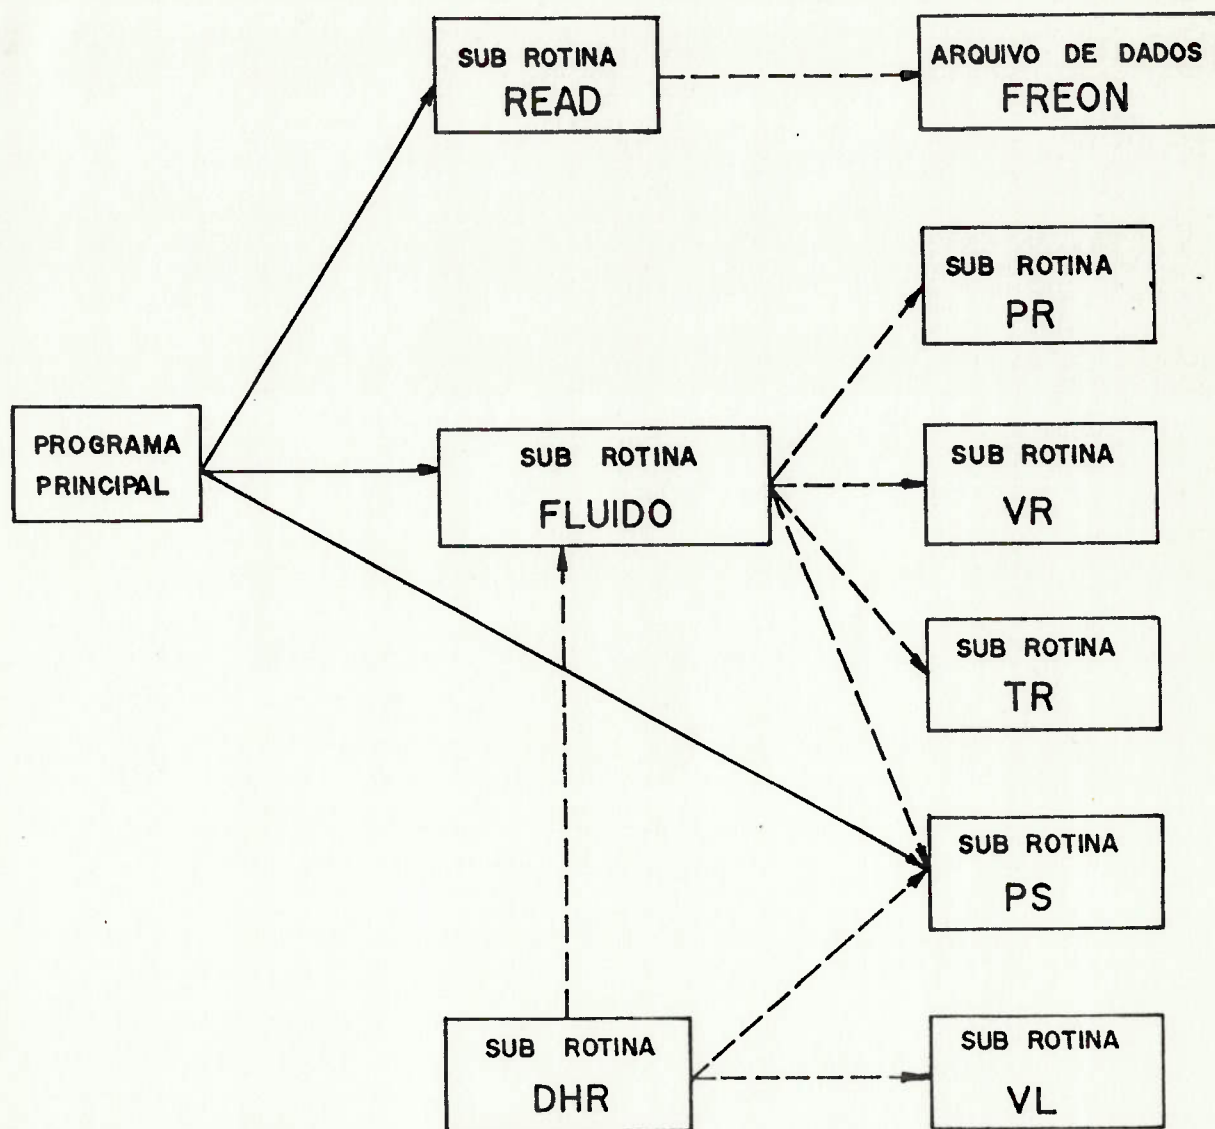 SUB ROTINA
READ
ARQUIVO DE DADOS
FREON
SUB ROTINA
PR
PROGRAMA
PRINCIPAL
SUB ROTINA
FLUIDO
SUB ROTINA
VR
SUB ROTINA
TR
SUB ROTINA
PS
SUB ROTINA
DHR
SUB ROTINA
VL